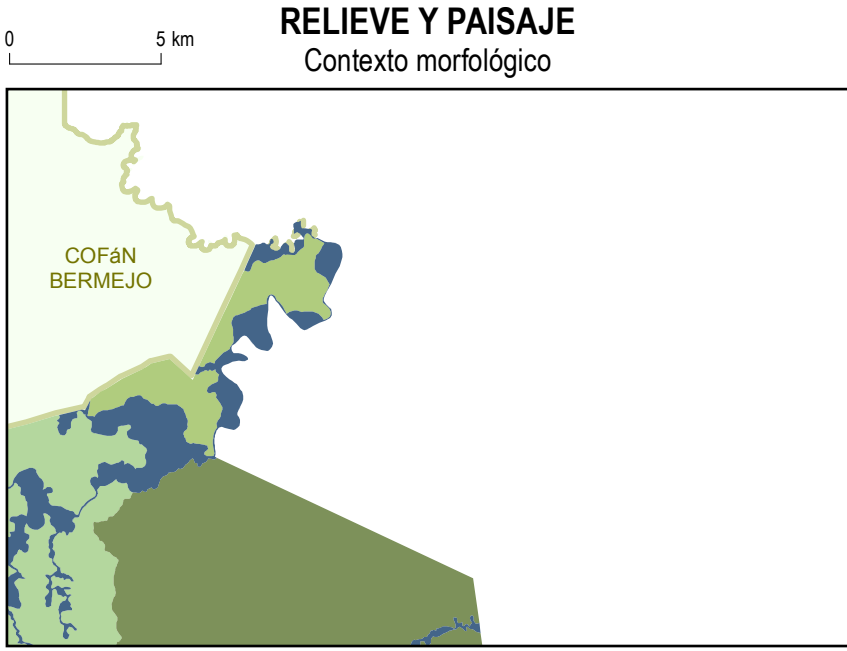 RELIEVE Y PAISAJE
0 5 km
Contexto morfológico
COFáN
BERMEJO